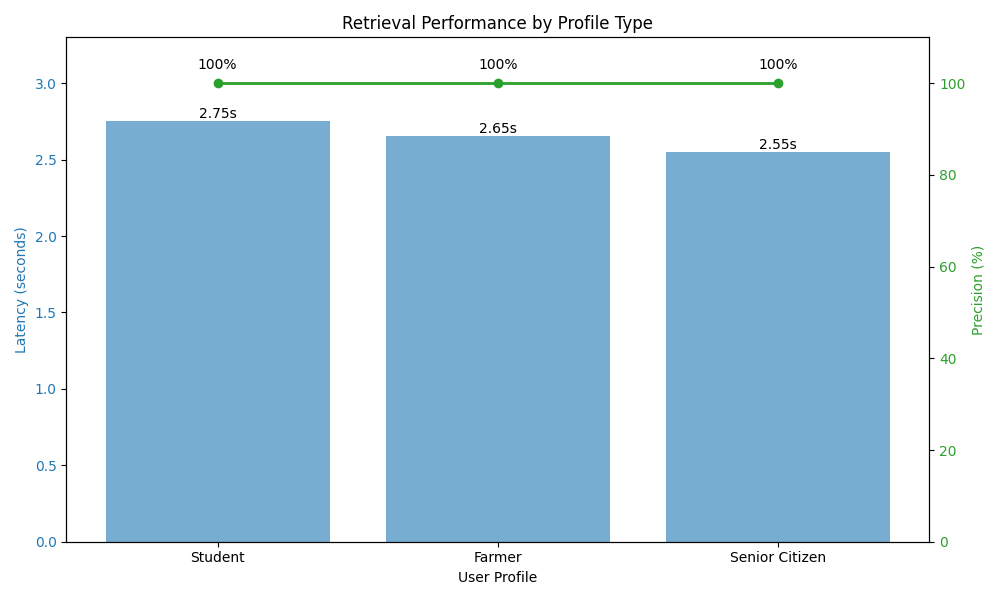 Retrieval Performance by Profile Type
100% 100% 100%
2.75s
2.65s
2.55s
3.0
2.5
2.0
1.5
1.0
0.5
0.0
Latency (seconds)
100
80
60
40
20
0
Precision (%)
Student Farmer Senior Citizen
User Profile